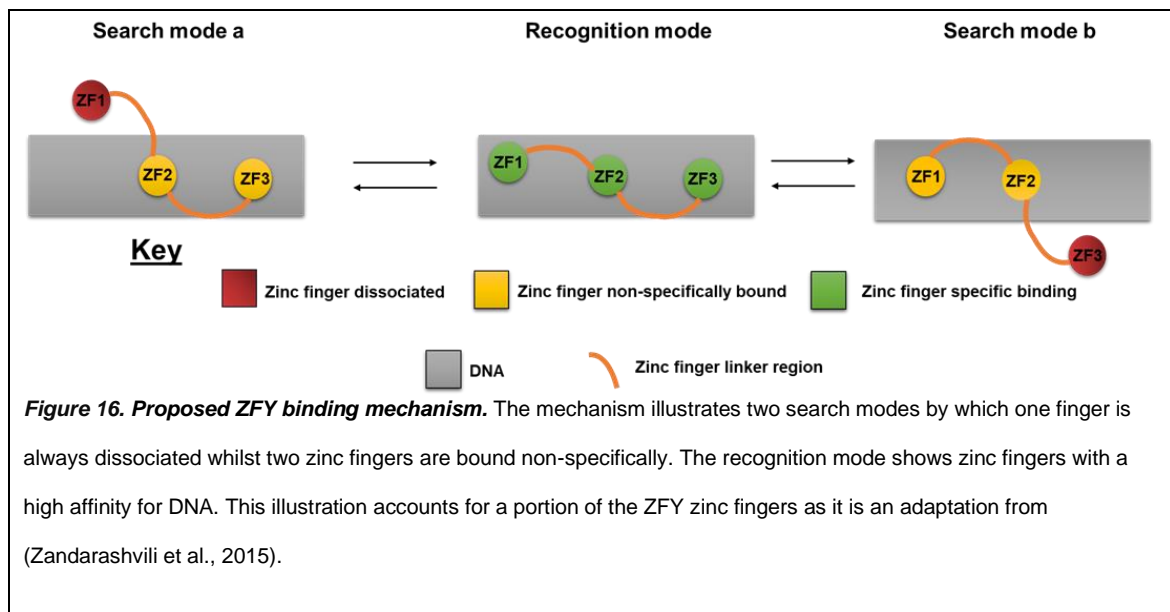 Search mode a Recognition mode Search mode b
ZF1
ZF2 ZF3
ZF1 ZF2 ZF3
ZF1 ZF2
ZF3
Key
Zinc finger dissociated Zinc finger non-specifically bound Zinc finger specific binding
DNA Zinc finger linker region
Figure 16. Proposed ZFY binding mechanism. The mechanism illustrates two search modes by which one finger is
always dissociated whilst two zinc fingers are bound non-specifically. The recognition mode shows zinc fingers with a
high affinity for DNA. This illustration accounts for a portion of the ZFY zinc fingers as it is an adaptation from
(Zandarashvili et al., 2015).